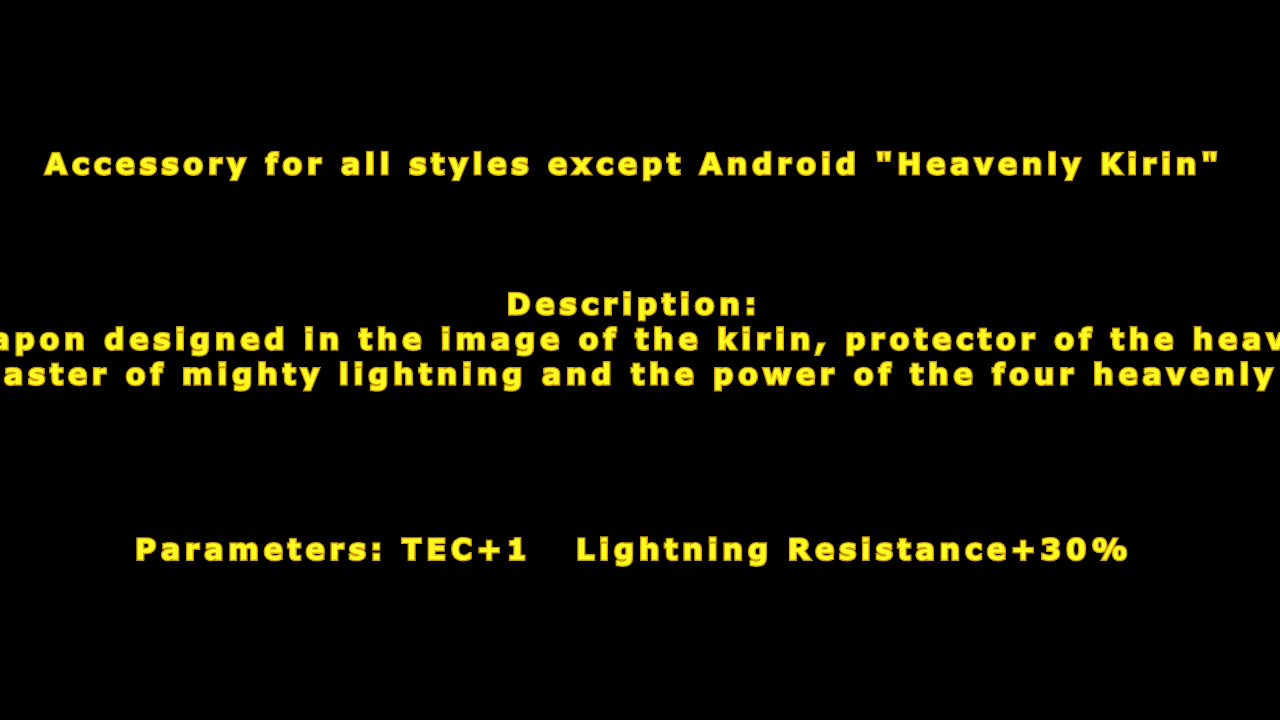 Accessory for all styles except Android "Heavenly Kirin"
Description:
designed in the image of the kirin, protector of the
of mighty lightning and the power of the four heavenly
Parameters: TEC+1 Lightning Resistance+30%